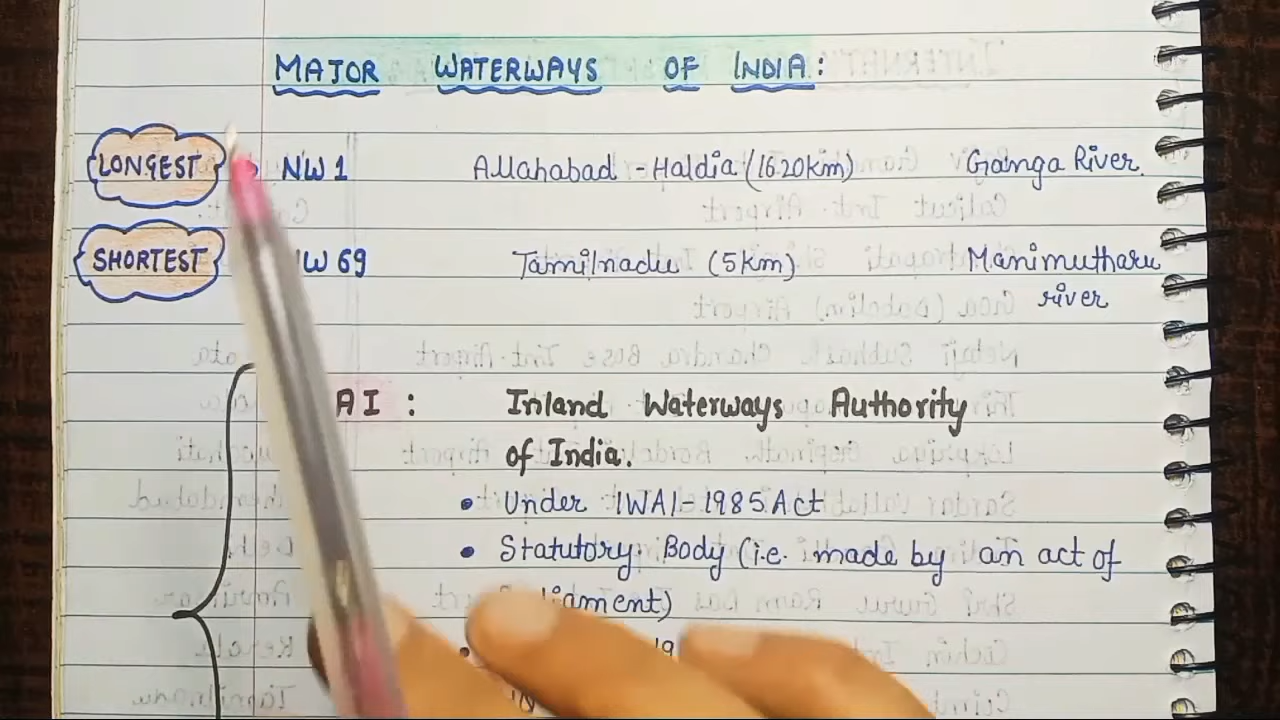 MAJOR WATERWAYS OF INDIA:
LONGEST NW 1 Allahabad - Haldia (1620km) Ganga River.
SHORTEST NW 69 Tamilnadu (5km) Manimutharu
river
AI : Inland Waterways Authority
of India.
• Under IWAI-1985 Act
• Statutory Body (i.e. made by an act of